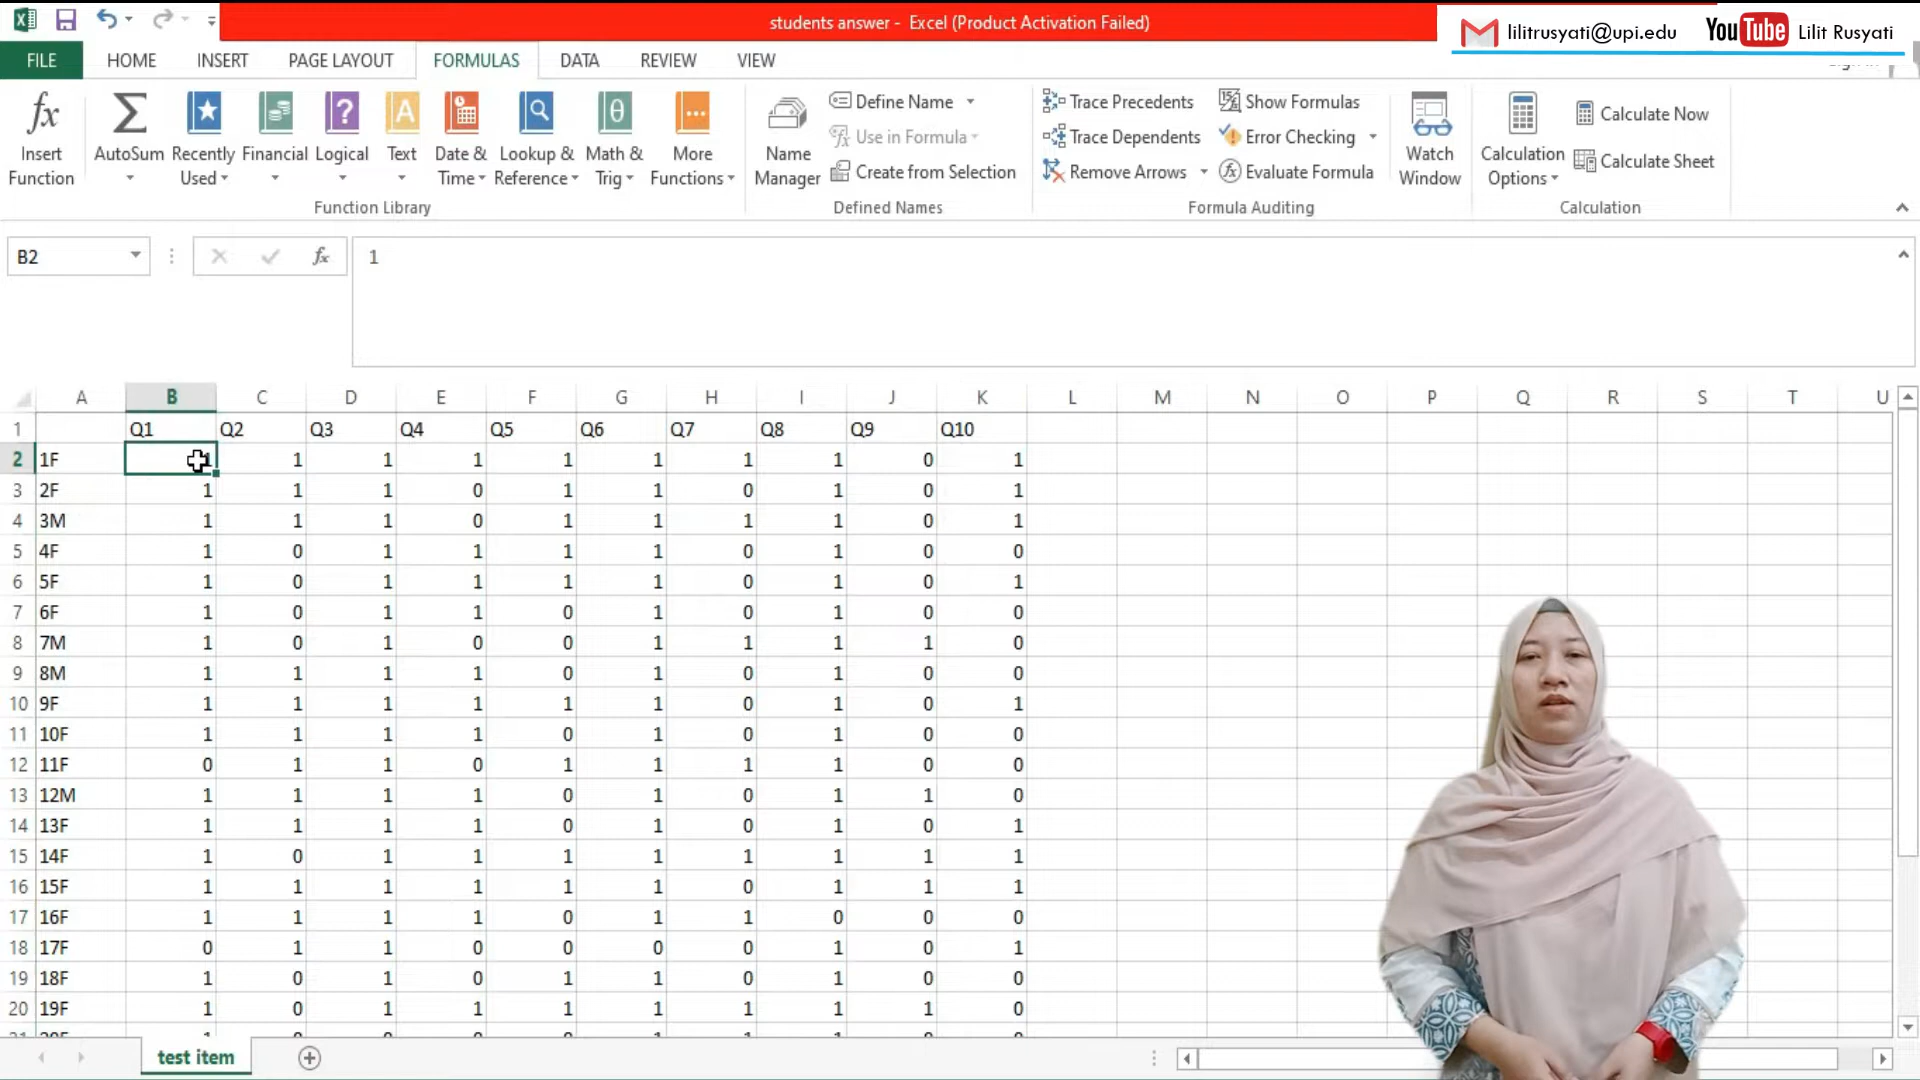 students answer - Excel (Product Activation Failed)
lilitrusyati@upi.edu YouTube Lilit Rusyati
FILE HOME INSERT PAGE LAYOUT FORMULAS DATA REVIEW VIEW
Insert Function
AutoSum
Recently Used
Financial
Logical
Text
Date & Time
Lookup & Reference
Math & Trig
More Functions
Function Library
Name Manager
Define Name
Use in Formula
Create from Selection
Defined Names
Trace Precedents
Trace Dependents
Remove Arrows
Show Formulas
Error Checking
Evaluate Formula
Formula Auditing
Watch Window
Calculation Options
Calculate Now
Calculate Sheet
Calculation
B2 fx 1
A B C D E F G H I J K L M N O P Q R S T U
1 Q1 Q2 Q3 Q4 Q5 Q6 Q7 Q8 Q9 Q10
2 1F 1 1 1 1 1 1 1 1 0 1
3 2F 1 1 1 0 1 1 0 1 0 1
4 3M 1 1 1 0 1 1 1 1 0 1
5 4F 1 0 1 1 1 1 0 1 0 0
6 5F 1 0 1 1 1 1 0 1 0 1
7 6F 1 0 1 1 0 1 0 1 0 0
8 7M 1 0 1 0 0 1 1 1 1 0
9 8M 1 1 1 1 0 1 0 1 0 0
10 9F 1 1 1 1 1 1 0 1 0 1
11 10F 1 1 1 1 0 1 0 1 0 0
12 11F 0 1 1 0 1 1 1 1 0 0
13 12M 1 1 1 1 0 1 0 1 1 0
14 13F 1 1 1 1 0 1 0 1 0 1
15 14F 1 0 1 1 1 1 1 1 1 1
16 15F 1 1 1 1 1 1 0 1 1 1
17 16F 1 1 1 1 0 1 1 0 0 0
18 17F 0 1 1 0 0 0 0 1 0 1
19 18F 1 0 1 0 1 1 0 1 0 0
20 19F 1 0 1 1 1 1 1 1 1 0
test item